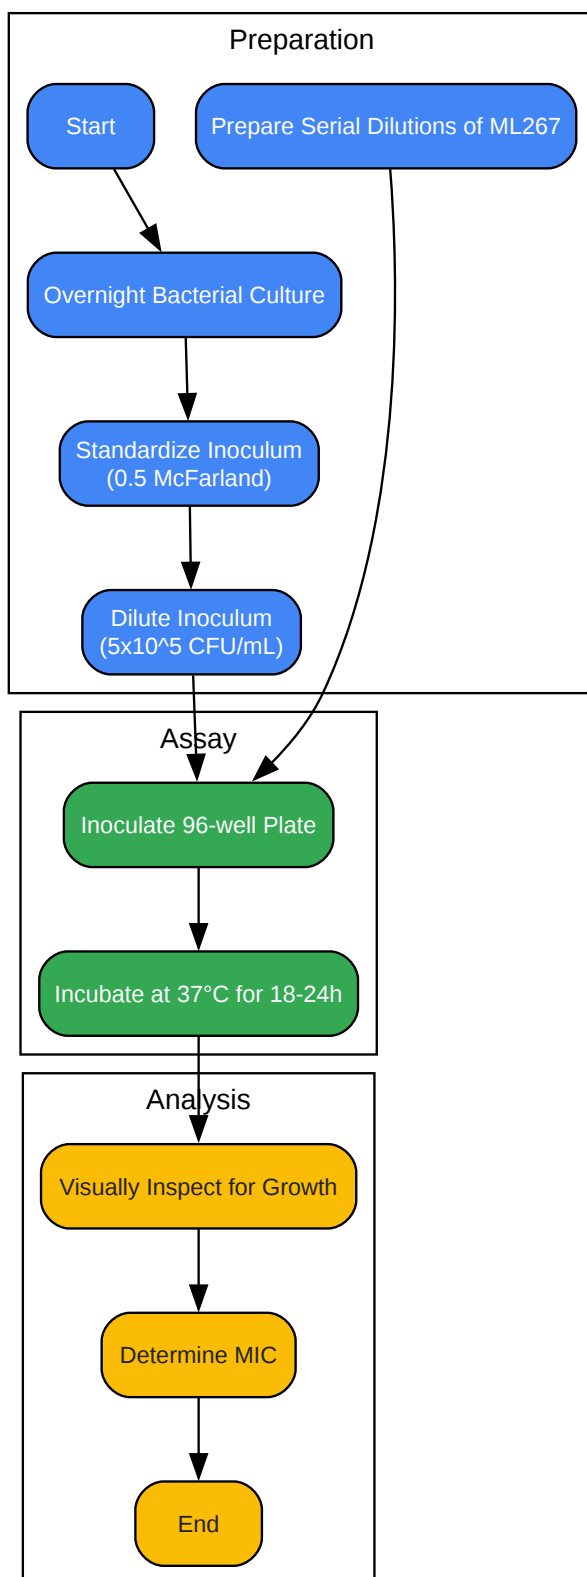 Preparation
Start
Prepare Serial Dilutions of ML267
Overnight Bacterial Culture
Standardize Inoculum
(0.5 McFarland)
Dilute Inoculum
(5x10^5 CFU/mL)
Assay
Inoculate 96-well Plate
Incubate at 37°C for 18-24h
Analysis
Visually Inspect for Growth
Determine MIC
End